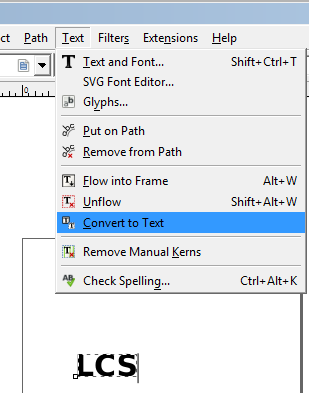 ct Path Text Filters Extensions Help
Text and Font... Shift+Ctrl+T
SVG Font Editor...
Glyphs...
Put on Path
Remove from Path
Flow into Frame Alt+W
Unflow Shift+Alt+W
Convert to Text
Remove Manual Kerns
Check Spelling... Ctrl+Alt+K
0
LCS